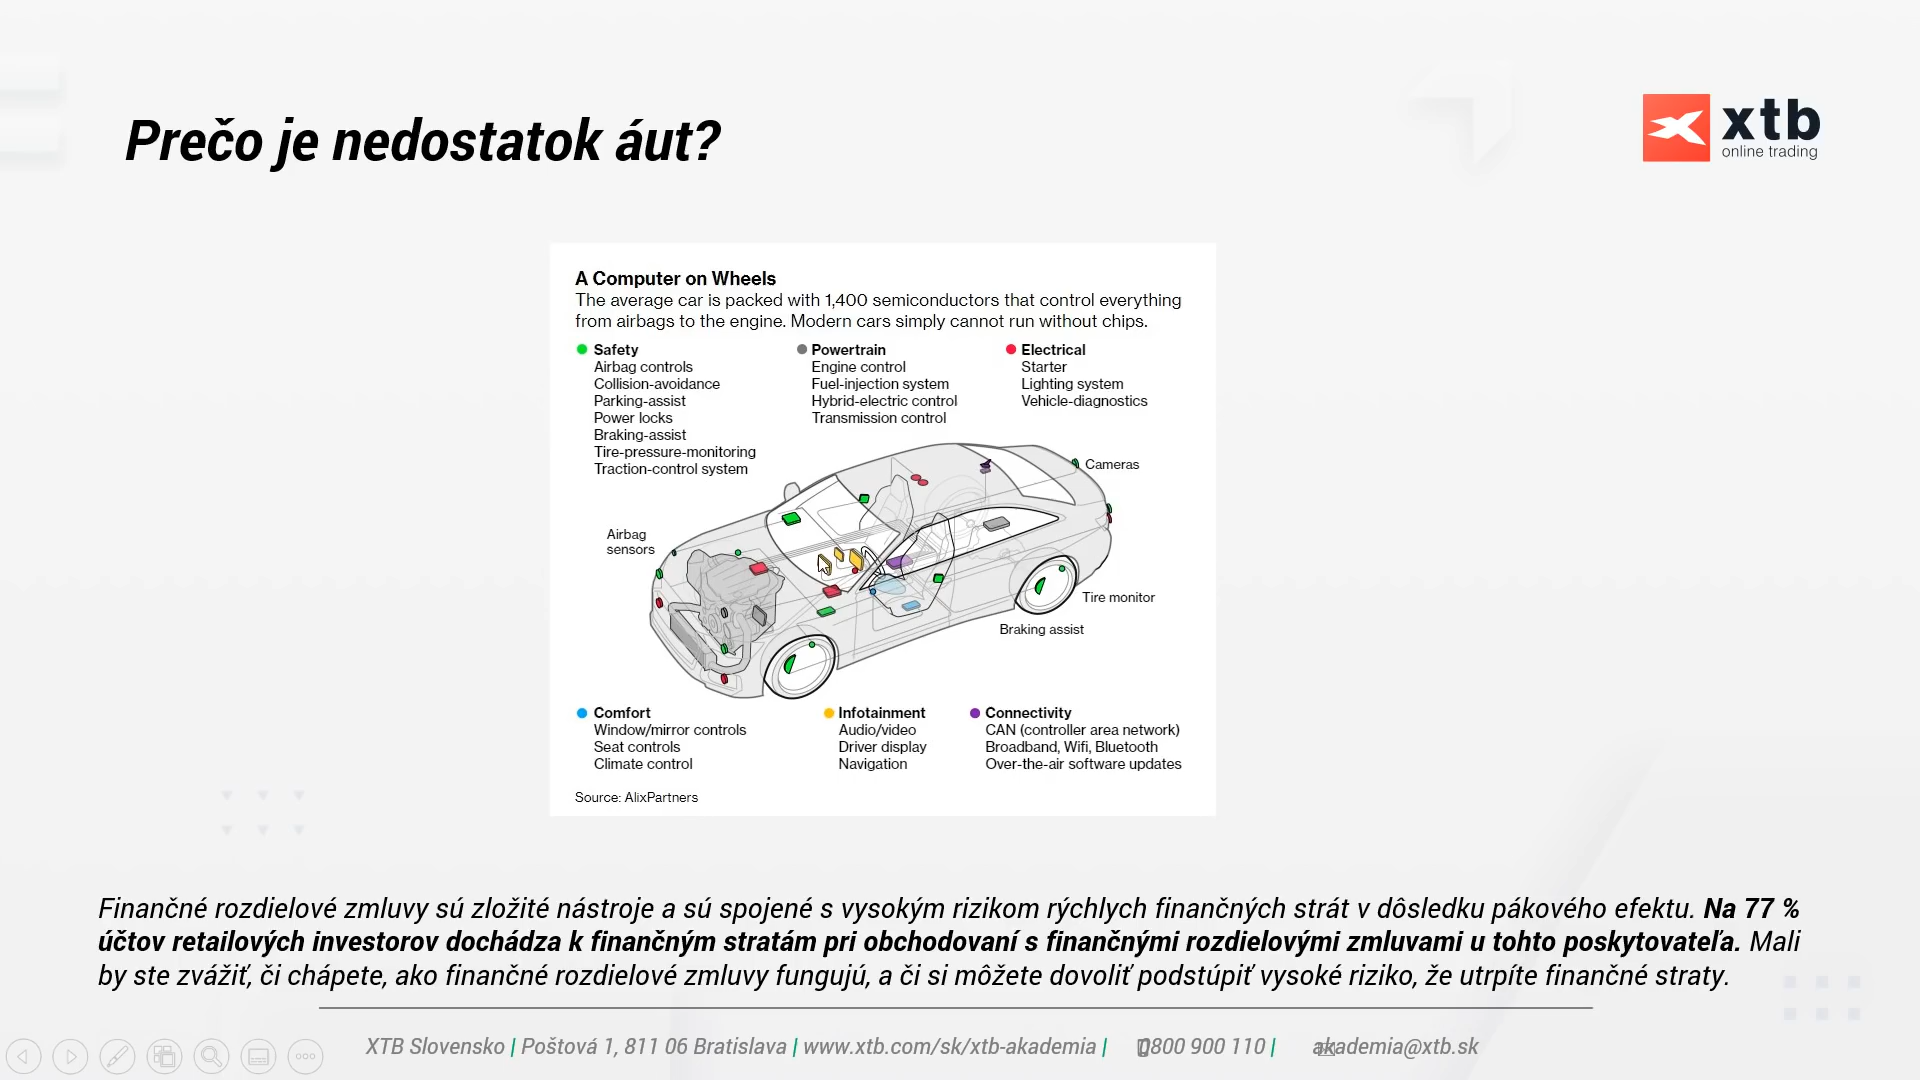 Prečo je nedostatok áut?
xtb
online trading
A Computer on Wheels
The average car is packed with 1,400 semiconductors that control everything
from airbags to the engine. Modern cars simply cannot run without chips.
Safety
Airbag controls
Collision-avoidance
Parking-assist
Power locks
Braking-assist
Tire-pressure-monitoring
Traction-control system
Powertrain
Engine control
Fuel-injection system
Hybrid-electric control
Transmission control
Electrical
Starter
Lighting system
Vehicle-diagnostics
Cameras
Airbag
sensors
Tire monitor
Braking assist
Comfort
Window/mirror controls
Seat controls
Climate control
Infotainment
Audio/video
Driver display
Navigation
Connectivity
CAN (controller area network)
Broadband, Wifi, Bluetooth
Over-the-air software updates
Source: AlixPartners
Finančné rozdielové zmluvy sú zložité nástroje a sú spojené s vysokým rizikom rýchlych finančných strát v dôsledku pákového efektu. Na 77 %
účtov retailových investorov dochádza k finančným stratám pri obchodovaní s finančnými rozdielovými zmluvami u tohto poskytovateľa. Mali
by ste zvážiť, či chápete, ako finančné rozdielové zmluvy fungujú, a či si môžete dovoliť podstúpiť vysoké riziko, že utrpíte finančné straty.
XTB Slovensko | Poštová 1, 811 06 Bratislava | www.xtb.com/sk/xtb-akademia | 0800 900 110 | akademia@xtb.sk